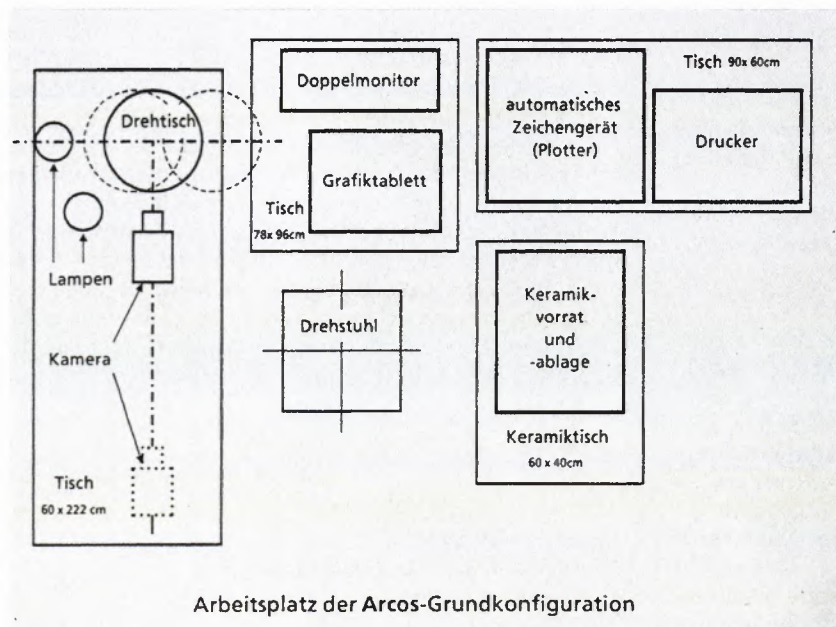 Drehtisch
Lampen
Kamera
Tisch
60 x 222 cm
Doppelmonitor
Grafiktablett
Tisch
78x 96cm
Drehstuhl
automatisches
Zeichengerät
(Plotter)
Tisch 90x 60cm
Drucker
Keramik-
vorrat
und
-ablage
Keramiktisch
60 x 40cm
Arbeitsplatz der Arcos-Grundkonfiguration